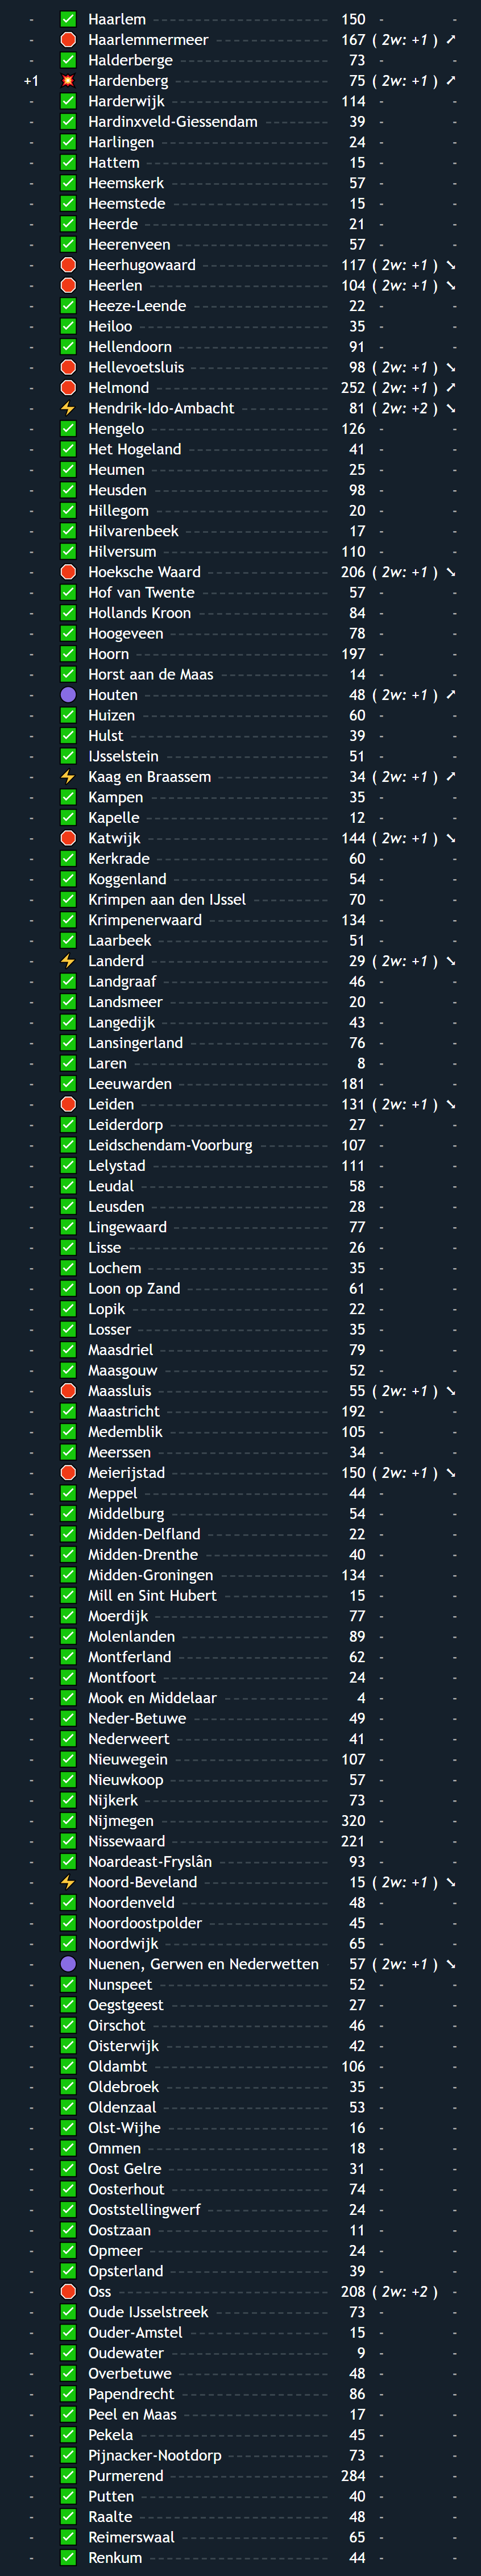 - Haarlem 150 - -
- Haarlemmermeer 167 ( 2w: +1 ) ➚
- Halderberge 73 - -
+1 Hardenberg 75 ( 2w: +1 ) ➚
- Harderwijk 114 - -
- Hardinxveld-Giessendam 39 - -
- Harlingen 24 - -
- Hattem 15 - -
- Heemskerk 57 - -
- Heemstede 15 - -
- Heerde 21 - -
- Heerenveen 57 - -
- Heerhugowaard 117 ( 2w: +1 ) ➘
- Heerlen 104 ( 2w: +1 ) ➘
- Heeze-Leende 22 - -
- Heiloo 35 - -
- Hellendoorn 91 - -
- Hellevoetsluis 98 ( 2w: +1 ) ➘
- Helmond 252 ( 2w: +1 ) ➚
- Hendrik-Ido-Ambacht 81 ( 2w: +2 ) ➘
- Hengelo 126 - -
- Het Hogeland 41 - -
- Heumen 25 - -
- Heusden 98 - -
- Hillegom 20 - -
- Hilvarenbeek 17 - -
- Hilversum 110 - -
- Hoeksche Waard 206 ( 2w: +1 ) ➘
- Hof van Twente 57 - -
- Hollands Kroon 84 - -
- Hoogeveen 78 - -
- Hoorn 197 - -
- Horst aan de Maas 14 - -
- Houten 48 ( 2w: +1 ) ➚
- Huizen 60 - -
- Hulst 39 - -
- IJsselstein 51 - -
- Kaag en Braassem 34 ( 2w: +1 ) ➚
- Kampen 35 - -
- Kapelle 12 - -
- Katwijk 144 ( 2w: +1 ) ➘
- Kerkrade 60 - -
- Koggenland 54 - -
- Krimpen aan den IJssel 70 - -
- Krimpenerwaard 134 - -
- Laarbeek 51 - -
- Landerd 29 ( 2w: +1 ) ➘
- Landgraaf 46 - -
- Landsmeer 20 - -
- Langedijk 43 - -
- Lansingerland 76 - -
- Laren 8 - -
- Leeuwarden 181 - -
- Leiden 131 ( 2w: +1 ) ➘
- Leiderdorp 27 - -
- Leidschendam-Voorburg 107 - -
- Lelystad 111 - -
- Leudal 58 - -
- Leusden 28 - -
- Lingewaard 77 - -
- Lisse 26 - -
- Lochem 35 - -
- Loon op Zand 61 - -
- Lopik 22 - -
- Losser 35 - -
- Maasdriel 79 - -
- Maasgouw 52 - -
- Maassluis 55 ( 2w: +1 ) ➘
- Maastricht 192 - -
- Medemblik 105 - -
- Meerssen 34 - -
- Meierijstad 150 ( 2w: +1 ) ➘
- Meppel 44 - -
- Middelburg 54 - -
- Midden-Delfland 22 - -
- Midden-Drenthe 40 - -
- Midden-Groningen 134 - -
- Mill en Sint Hubert 15 - -
- Moerdijk 77 - -
- Molenlanden 89 - -
- Montferland 62 - -
- Montfoort 24 - -
- Mook en Middelaar 4 - -
- Neder-Betuwe 49 - -
- Nederweert 41 - -
- Nieuwegein 107 - -
- Nieuwkoop 57 - -
- Nijkerk 73 - -
- Nijmegen 320 - -
- Nissewaard 221 - -
- Noardeast-Fryslân 93 - -
- Noord-Beveland 15 ( 2w: +1 ) ➘
- Noordenveld 48 - -
- Noordoostpolder 45 - -
- Noordwijk 65 - -
- Nuenen, Gerwen en Nederwetten 57 ( 2w: +1 ) ➘
- Nunspeet 52 - -
- Oegstgeest 27 - -
- Oirschot 46 - -
- Oisterwijk 42 - -
- Oldambt 106 - -
- Oldebroek 35 - -
- Oldenzaal 53 - -
- Olst-Wijhe 16 - -
- Ommen 18 - -
- Oost Gelre 31 - -
- Oosterhout 74 - -
- Ooststellingwerf 24 - -
- Oostzaan 11 - -
- Opmeer 24 - -
- Opsterland 39 - -
- Oss 208 ( 2w: +2 ) -
- Oude IJsselstreek 73 - -
- Ouder-Amstel 15 - -
- Oudewater 9 - -
- Overbetuwe 48 - -
- Papendrecht 86 - -
- Peel en Maas 17 - -
- Pekela 45 - -
- Pijnacker-Nootdorp 73 - -
- Purmerend 284 - -
- Putten 40 - -
- Raalte 48 - -
- Reimerswaal 65 - -
- Renkum 44 - -